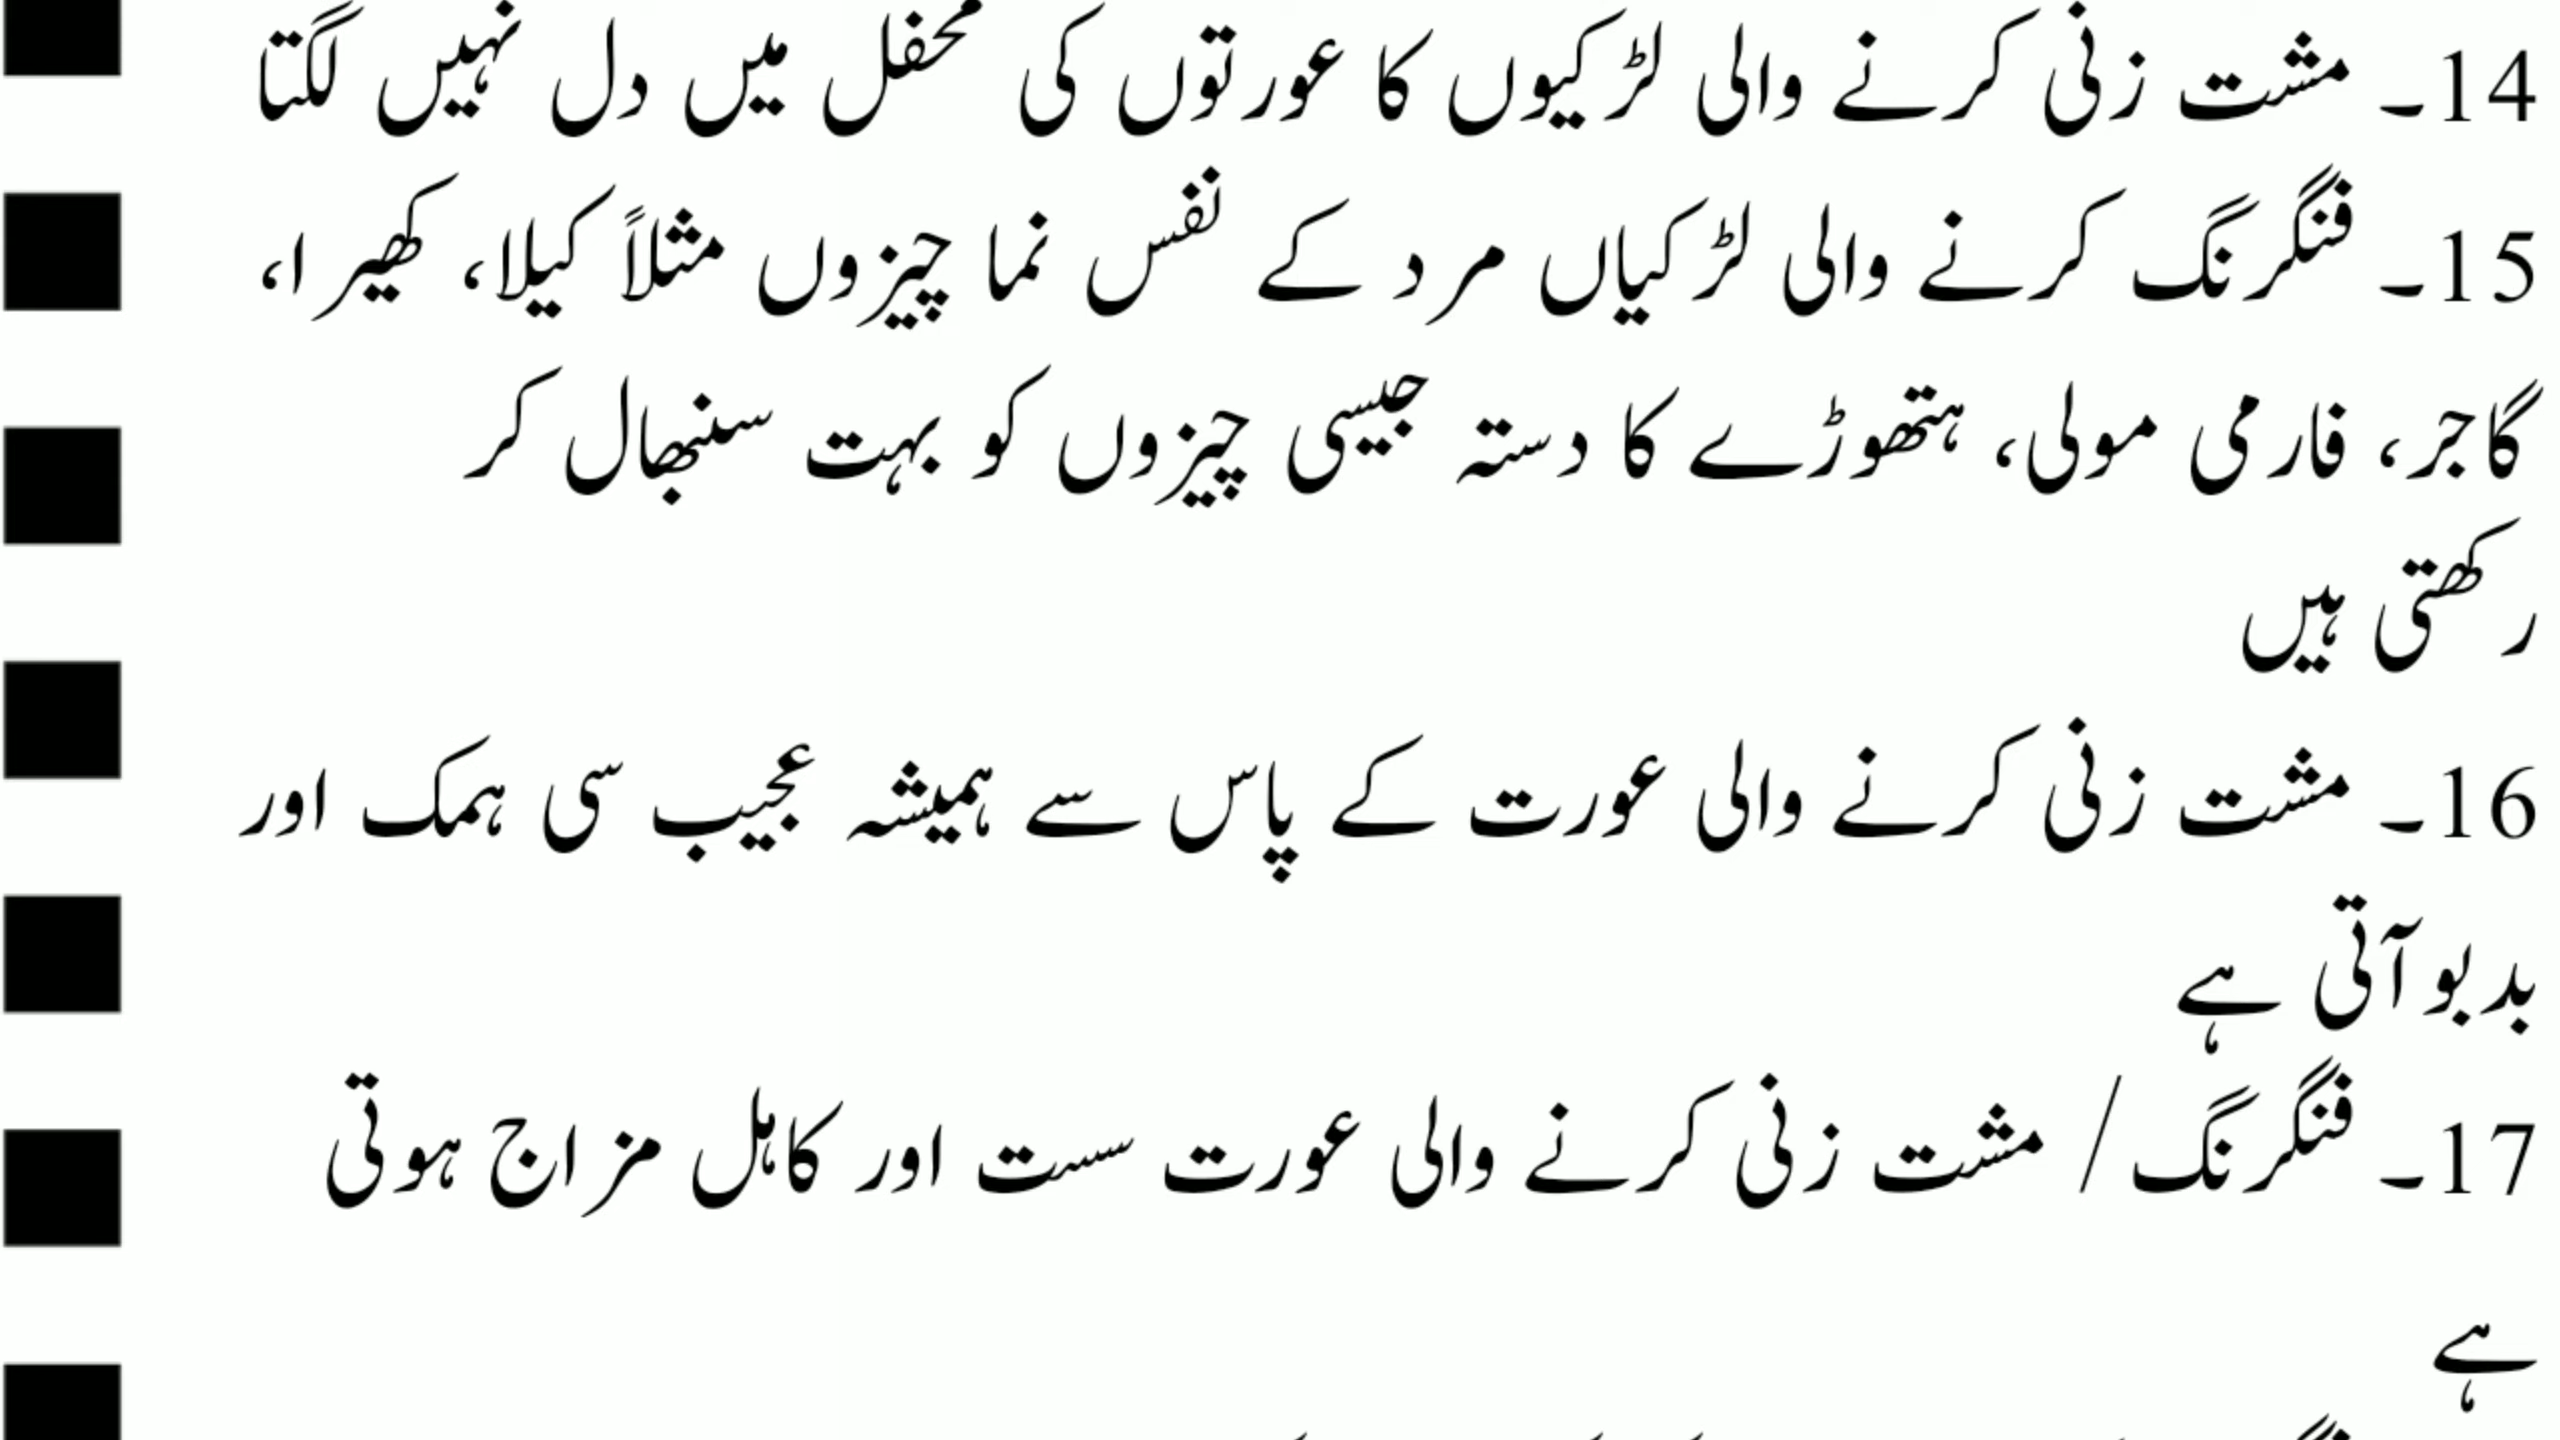 14۔ مشت زنی کرنے والی لڑکیوں کا عورتوں کی محفل میں دل نہیں لگتا
15۔ فنگرنگ کرنے والی لڑکیاں مرد کے نفس نما چیزوں مثلاً کیلا، کھیرا،
گاجر، فارمی مولی، ہتھوڑے کا دستہ جیسی چیزوں کو بہت سنبھال کر
رکھتی ہیں
16۔ مشت زنی کرنے والی عورت کے پاس سے ہمیشہ عجیب سی ہمک اور
بدبو آتی ہے
17۔ فنگرنگ / مشت زنی کرنے والی عورت سست اور کاہل مزاج ہوتی
ہے